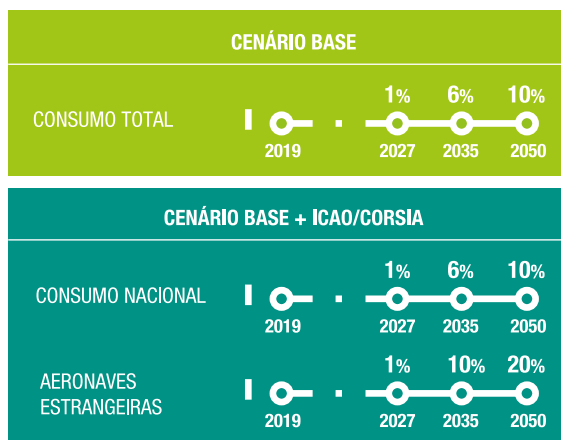 CENÁRIO BASE
1% 6% 10%
CONSUMO TOTAL
2019 2027 2035 2050
CENÁRIO BASE + ICAO/CORSIA
1% 6% 10%
CONSUMO NACIONAL
2019 2027 2035 2050
1% 10% 20%
AERONAVES
ESTRANGEIRAS
2019 2027 2035 2050